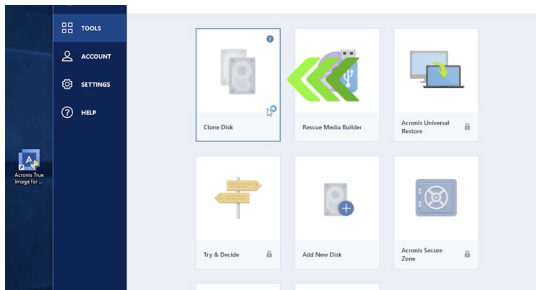 TOOLS
ACCOUNT
SETTINGS
HELP
Clone Disk
Rescue Media Builder
Acronis Universal
Restore
Acronis True
Image for ...
Try & Decide
Add New Disk
Acronis Secure
Zone